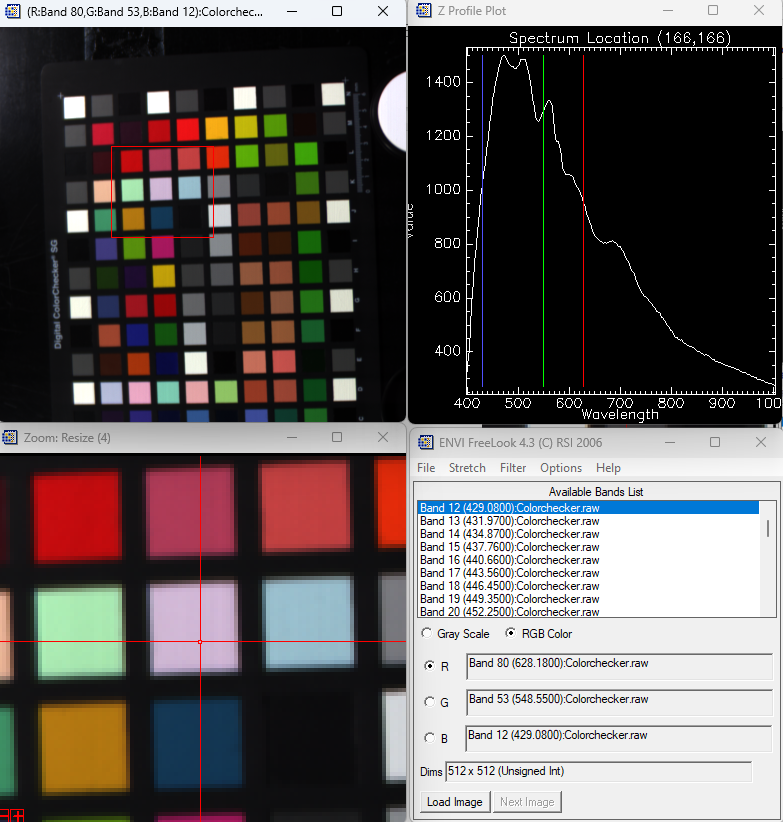 (R:Band 80,G:Band 53,B:Band 12):Colorchec...
Digital ColorChecker® SG
Z Profile Plot
Spectrum Location (166,166)
Value
1400
1200
1000
800
600
400
400
500
600
700
800
900
100
Wavelength
Zoom: Resize (4)
ENVI FreeLook 4.3 (C) RSI 2006
File Stretch Filter Options Help
Available Bands List
Band 12 (429.0800):Colorchecker.raw
Band 13 (431.9700):Colorchecker.raw
Band 14 (434.8700):Colorchecker.raw
Band 15 (437.7600):Colorchecker.raw
Band 16 (440.6600):Colorchecker.raw
Band 17 (443.5600):Colorchecker.raw
Band 18 (446.4500):Colorchecker.raw
Band 19 (449.3500):Colorchecker.raw
Band 20 (452.2500):Colorchecker.raw
Gray Scale RGB Color
R Band 80 (628.1800):Colorchecker.raw
G Band 53 (548.5500):Colorchecker.raw
B Band 12 (429.0800):Colorchecker.raw
Dims 512 x 512 (Unsigned Int)
Load Image Next Image